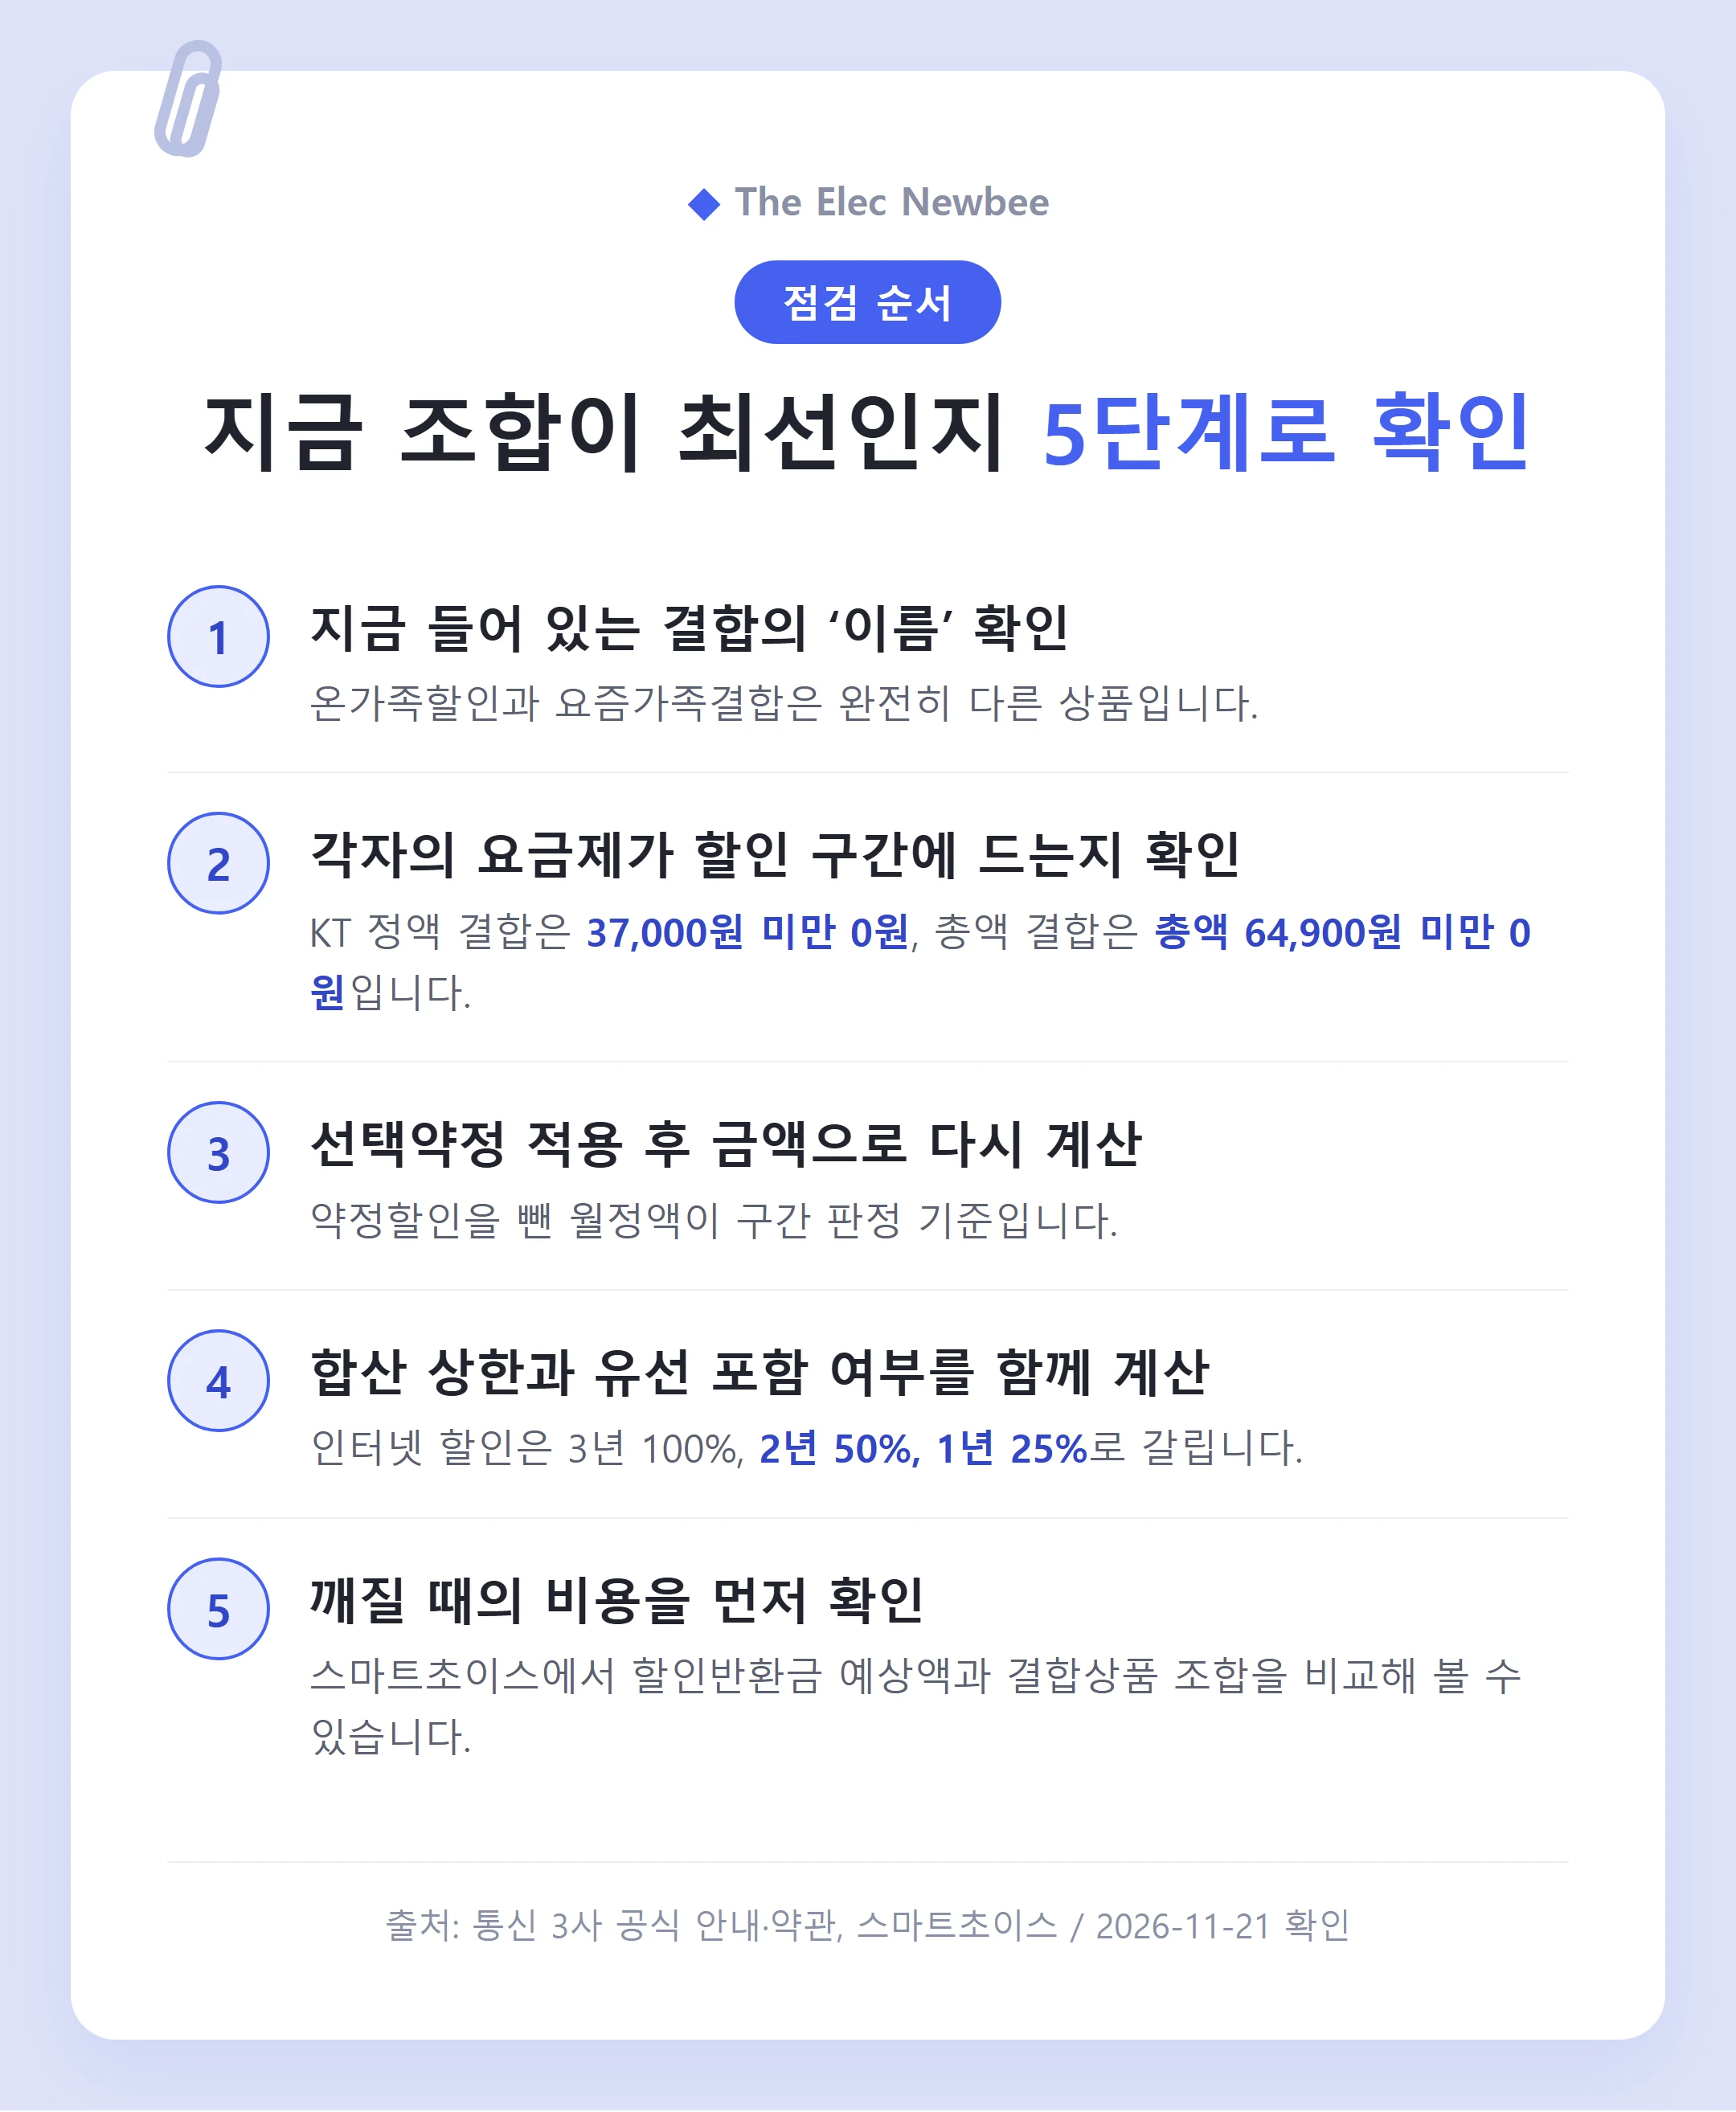 The Elec Newbee
점검 순서
지금 조합이 최선인지 5단계로 확인
1
지금 들어 있는 결합의 ‘이름’ 확인
온가족할인과 요즘가족결합은 완전히 다른 상품입니다.
2
각자의 요금제가 할인 구간에 드는지 확인
KT 정액 결합은 37,000원 미만 0원, 총액 결합은 총액 64,900원 미만 0
원입니다.
3
선택약정 적용 후 금액으로 다시 계산
약정할인을 뺀 월정액이 구간 판정 기준입니다.
4
합산 상한과 유선 포함 여부를 함께 계산
인터넷 할인은 3년 100%, 2년 50%, 1년 25%로 갈립니다.
5
깨질 때의 비용을 먼저 확인
스마트초이스에서 할인반환금 예상액과 결합상품 조합을 비교해 볼 수
있습니다.
출처: 통신 3사 공식 안내·약관, 스마트초이스 / 2026-11-21 확인